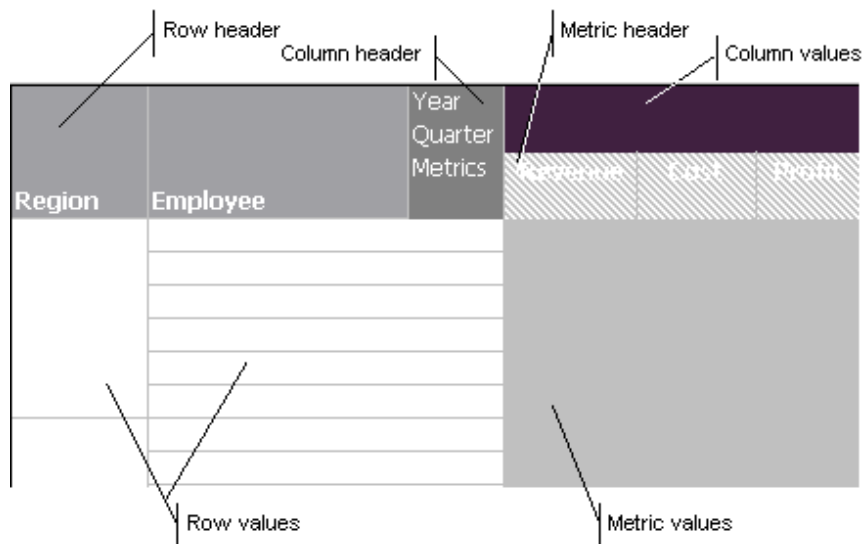 Row header
Metric header
Column header
Column values
Year
Quarter
Metrics
Revenue
Cost
Profit
Region
Employee
Row values
Metric values